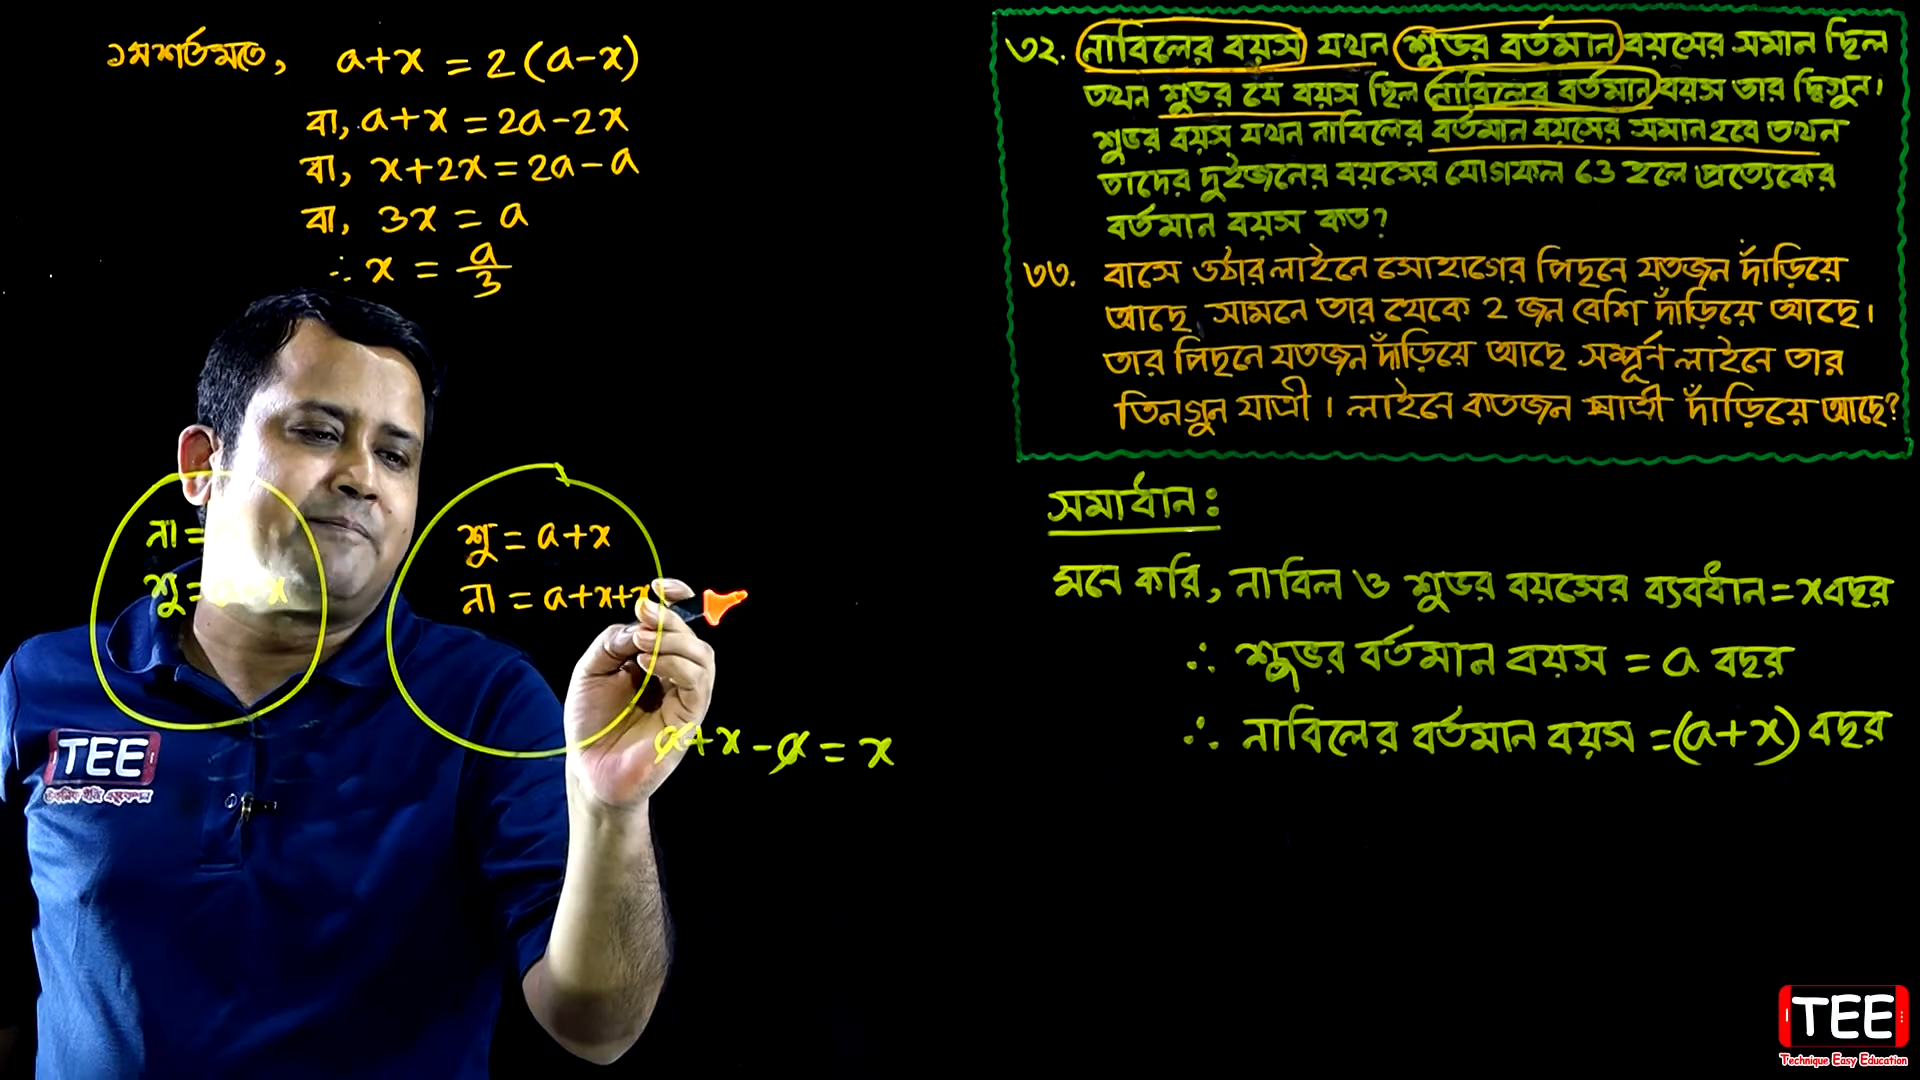 ১ম শর্তমতে, a+x = 2(a-x)
বা, a+x = 2a-2x
বা, x+2x = 2a-a
বা, 3x = a
∴ x = a/3
না =
শু =
শু = a+x
না = a+x+x
a+x-a = x
TEE
৩২. নাবিলের বয়স যখন শুভর বর্তমান বয়সের সমান ছিল
তখন শুভর যে বয়স ছিল নাবিলের বর্তমান বয়স তার দ্বিগুন।
শুভর বয়স যখন নাবিলের বর্তমান বয়সের সমান হবে তখন
তাদের দুইজনের বয়সের যোগফল 63 হলে প্রত্যেকের
বর্তমান বয়স কত?
৩৩. বাসে ওঠার লাইনে সোহাগের পিছনে যতজন দাঁড়িয়ে
আছে সামনে তার থেকে 2 জন বেশি দাঁড়িয়ে আছে।
তার পিছনে যতজন দাঁড়িয়ে আছে সম্পূর্ন লাইনে তার
তিনগুন যাত্রী। লাইনে কতজন যাত্রী দাঁড়িয়ে আছে?
সমাধান:
মনে করি, নাবিল ও শুভর বয়সের ব্যবধান = x বছর
∴ শুভর বর্তমান বয়স = a বছর
∴ নাবিলের বর্তমান বয়স = (a+x) বছর
TEE
Technique Easy Education